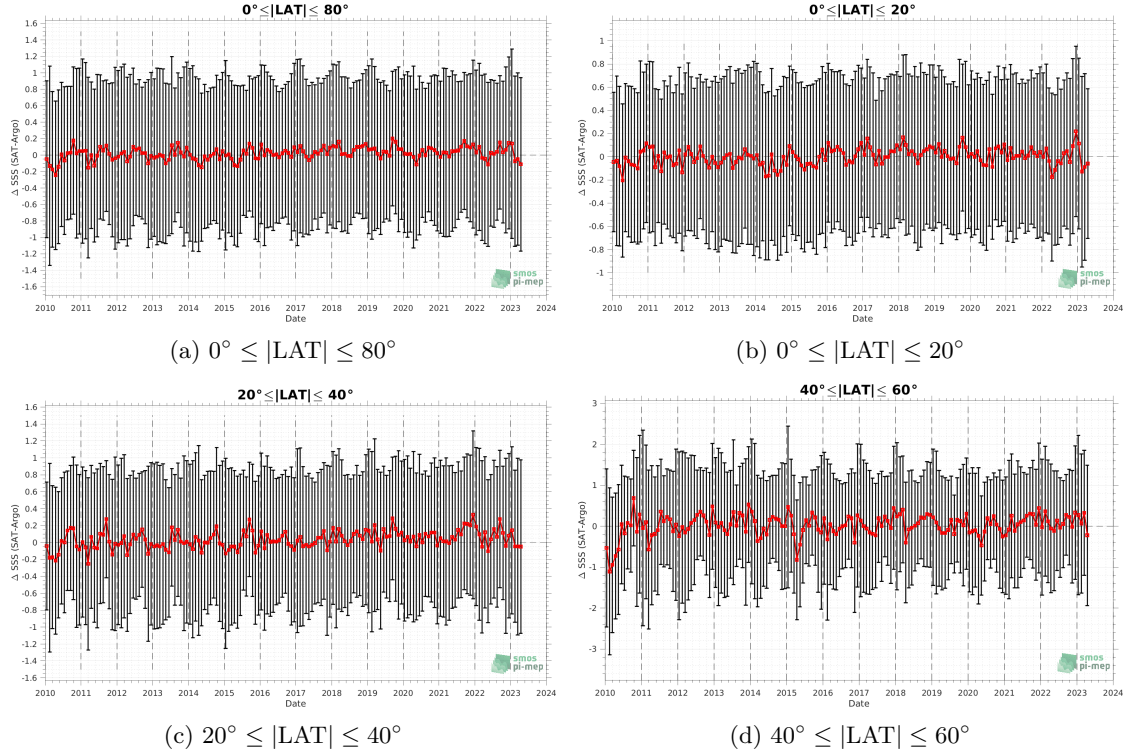 0°≤|LAT|≤ 80°
Δ SSS (SAT-Argo)
1.6
1.4
1.2
1
0.8
0.6
0.4
0.2
0
-0.2
-0.4
-0.6
-0.8
-1
-1.2
-1.4
-1.6
smos
pi-mep
2010 2011 2012 2013 2014 2015 2016 2017 2018 2019 2020 2021 2022 2023 2024
Date
(a) 0° ≤ |LAT| ≤ 80°
0°≤|LAT|≤ 20°
Δ SSS (SAT-Argo)
1
0.8
0.6
0.4
0.2
0
-0.2
-0.4
-0.6
-0.8
-1
smos
pi-mep
2010 2011 2012 2013 2014 2015 2016 2017 2018 2019 2020 2021 2022 2023 2024
Date
(b) 0° ≤ |LAT| ≤ 20°
20°≤|LAT|≤ 40°
Δ SSS (SAT-Argo)
1.6
1.4
1.2
1
0.8
0.6
0.4
0.2
0
-0.2
-0.4
-0.6
-0.8
-1
-1.2
-1.4
-1.6
smos
pi-mep
2010 2011 2012 2013 2014 2015 2016 2017 2018 2019 2020 2021 2022 2023 2024
Date
(c) 20° ≤ |LAT| ≤ 40°
40°≤|LAT|≤ 60°
Δ SSS (SAT-Argo)
3
2
1
0
-1
-2
-3
smos
pi-mep
2010 2011 2012 2013 2014 2015 2016 2017 2018 2019 2020 2021 2022 2023 2024
Date
(d) 40° ≤ |LAT| ≤ 60°